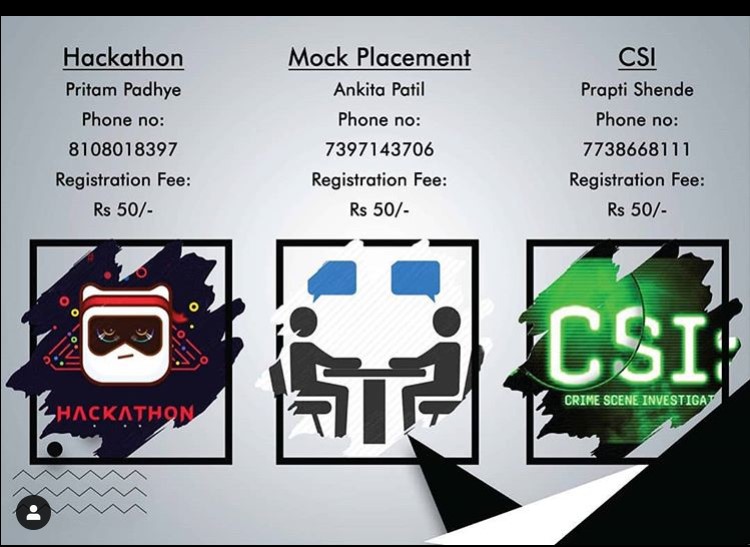 Hackathon
Pritam Padhye
Phone no:
8108018397
Registration Fee:
Rs 50/-
HACKATHON
Mock Placement
Ankita Patil
Phone no:
7397143706
Registration Fee:
Rs 50/-
CSI
Prapti Shende
Phone no:
7738668111
Registration Fee:
Rs 50/-
CSI:
CRIME SCENE INVESTIGAT